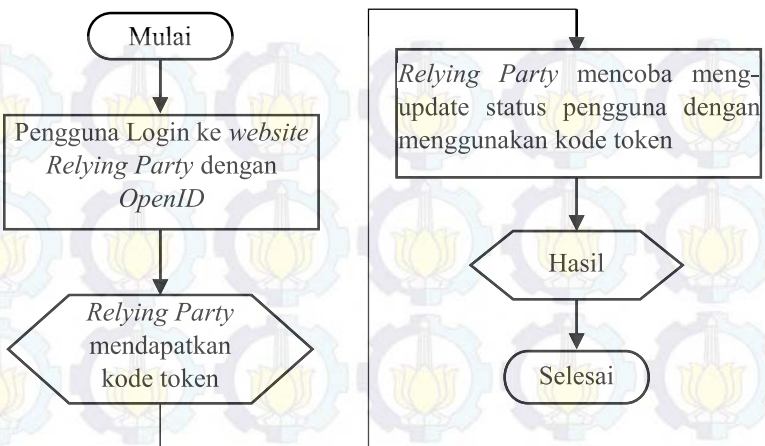 Mulai
Pengguna Login ke website
Relying Party dengan
OpenID
Relying Party
mendapatkan
kode token
Relying Party mencoba meng-
update status pengguna dengan
menggunakan kode token
Hasil
Selesai